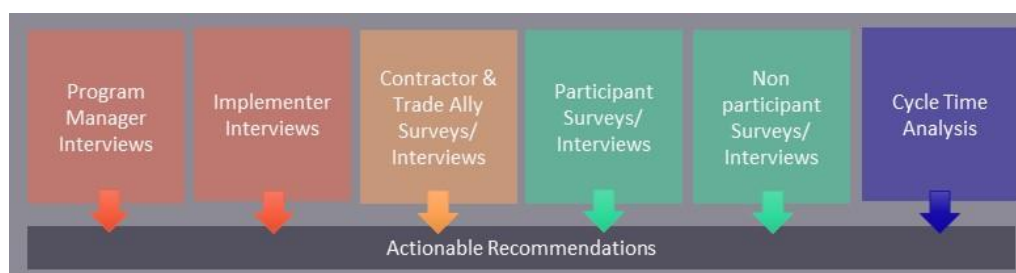 Program
Manager
Interviews
Implementer
Interviews
Contractor &
Trade Ally
Surveys/
Interviews
Participant
Surveys/
Interviews
Non
participant
Surveys/
Interviews
Cycle Time
Analysis
Actionable Recommendations